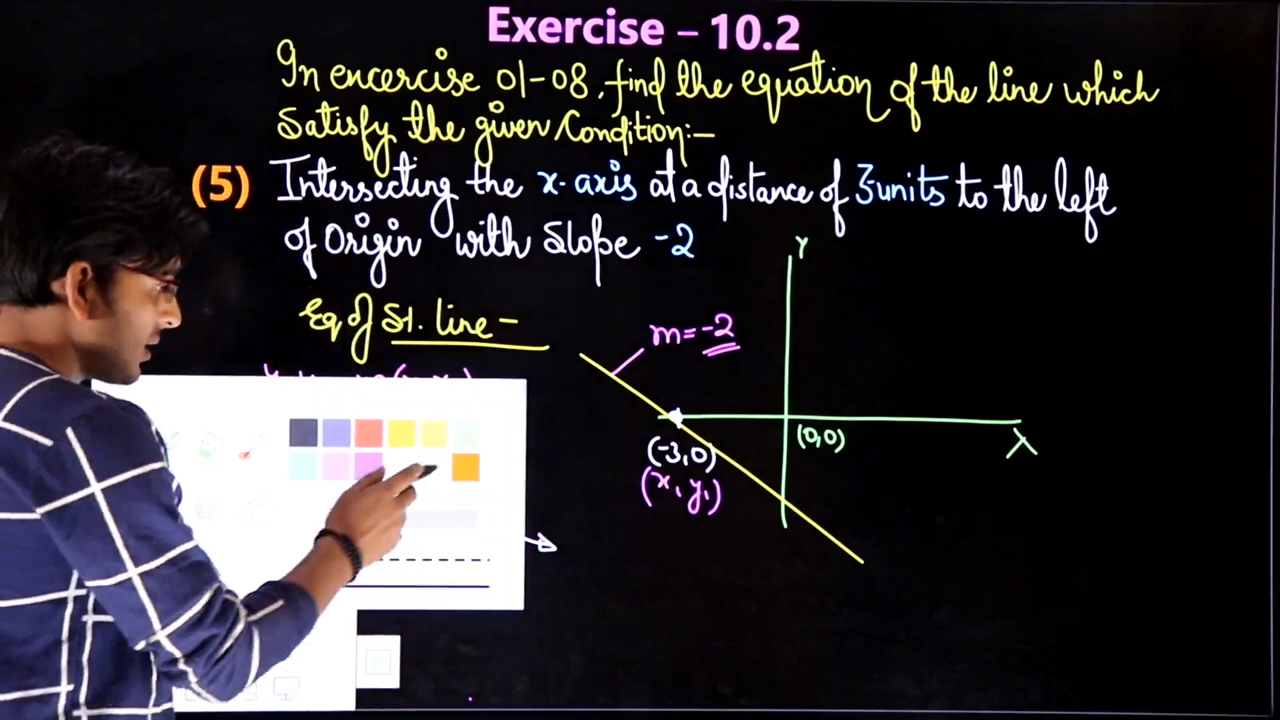 Exercise – 10.2
In encercise 01-08, find the equation of the line which
Satisfy the given Condition:-
(5) Intersecting the x-axis at a distance of 3units to the left
of Origin with Slope -2
Eq of St. line -
m=-2
Y
(0,0)
X
(-3,0)
(x, y,)